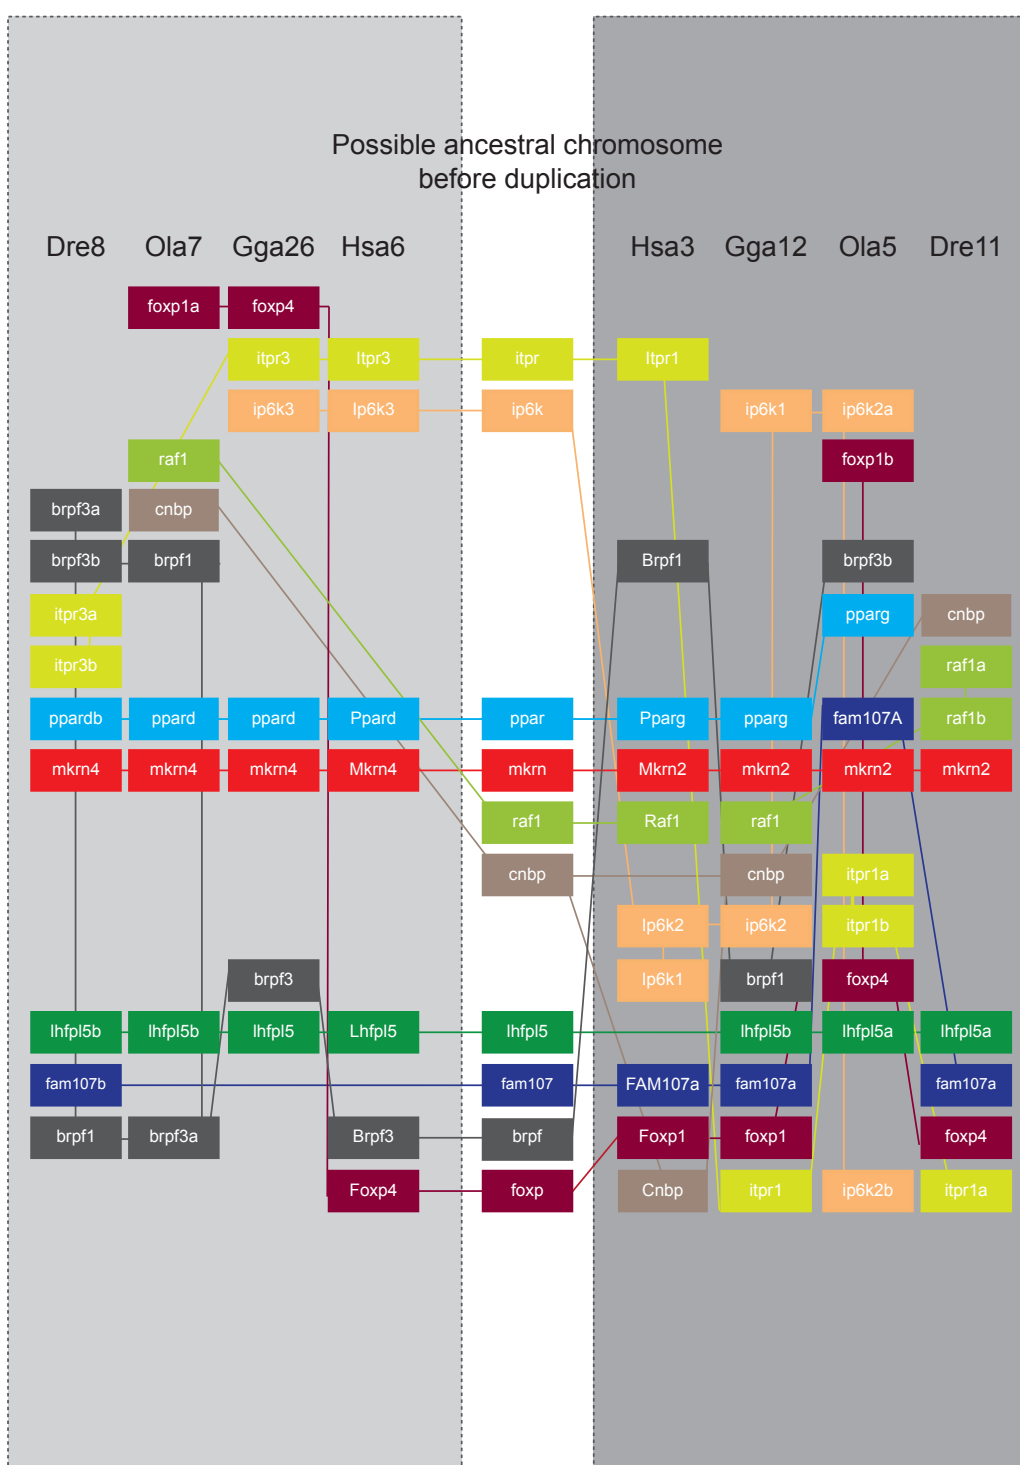 Possible ancestral chromosome
before duplication
Dre8 Ola7 Gga26 Hsa6 Hsa3 Gga12 Ola5 Dre11
foxp1a foxp4
itpr3 Itpr3 itpr Itpr1
ip6k3 Ip6k3 ip6k ip6k1 ip6k2a
raf1 foxp1b
brpf3a cnbp
brpf3b brpf1 Brpf1 brpf3b
itpr3a pparg cnbp
itpr3b raf1a
ppardb ppard ppard Ppard ppar Pparg pparg fam107A raf1b
mkrn4 mkrn4 mkrn4 Mkrn4 mkrn Mkrn2 mkrn2 mkrn2 mkrn2
raf1 Raf1 raf1
cnbp cnbp itpr1a
Ip6k2 ip6k2 itpr1b
brpf3 Ip6k1 brpf1 foxp4
lhfpl5b lhfpl5b lhfpl5 Lhfpl5 lhfpl5 lhfpl5b lhfpl5a lhfpl5a
fam107b fam107 FAM107a fam107a fam107a
brpf1 brpf3a Brpf3 brpf Foxp1 foxp1 foxp4
Foxp4 foxp Cnbp itpr1 ip6k2b itpr1a